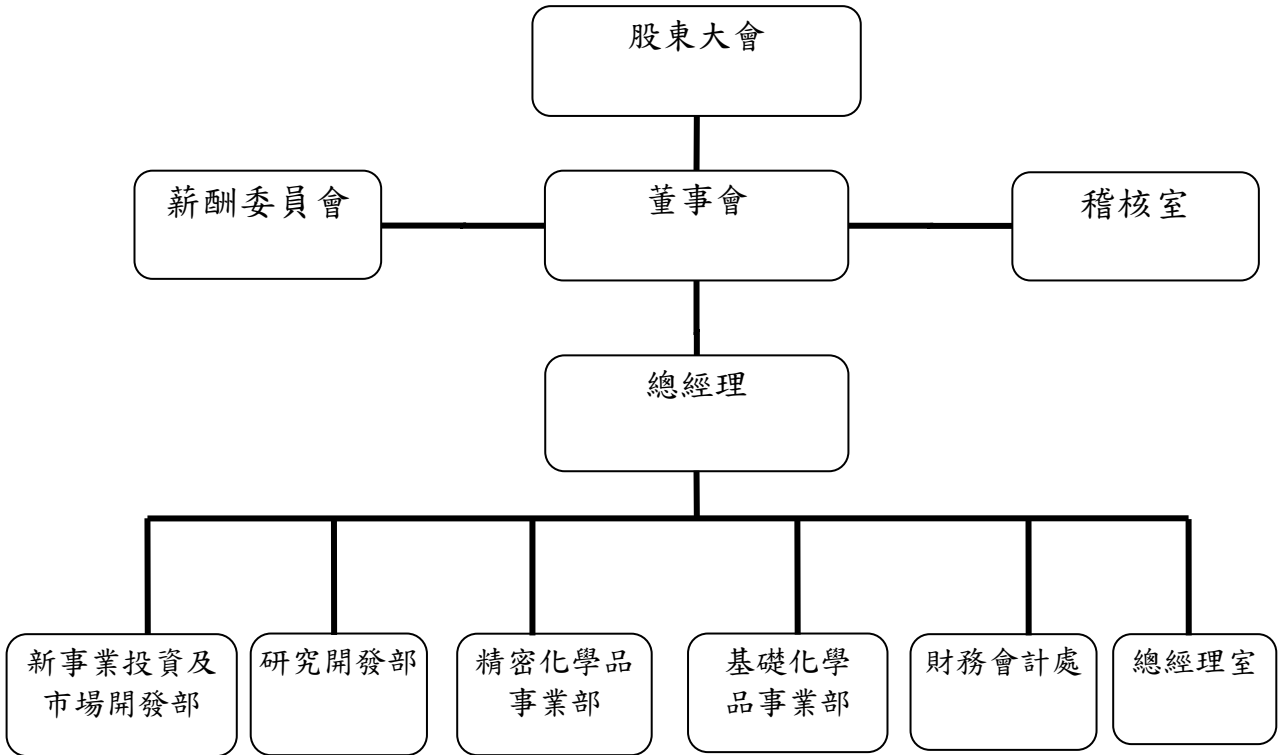 股東大會
薪酬委員會
董事會
稽核室
總經理
新事業投資及
市場開發部
研究開發部
精密化學品
事業部
基礎化學
品事業部
財務會計處
總經理室